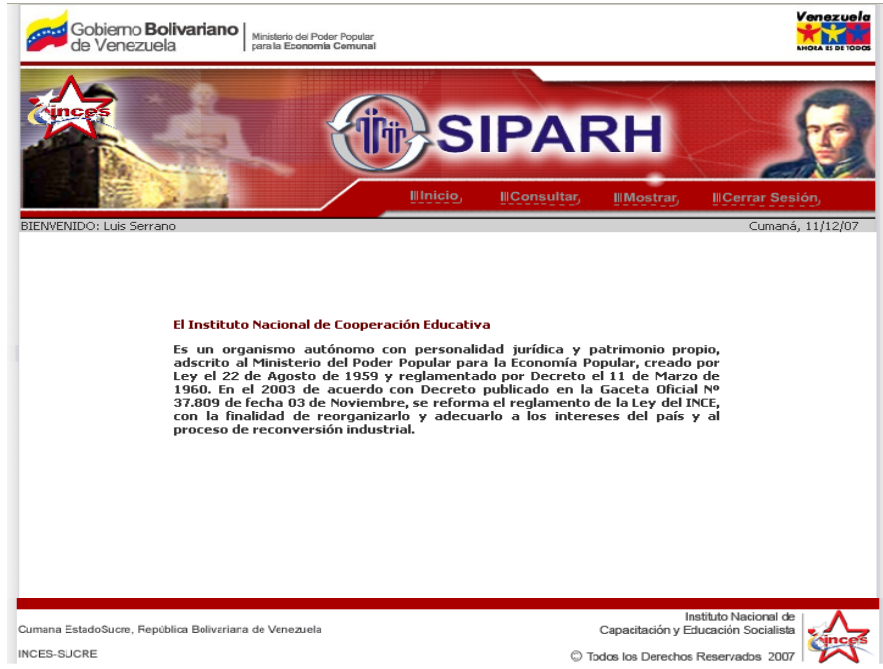 Gobierno Bolivariano
de Venezuela
Ministerio del Poder Popular
para la Economía Comunal
Venezuela
AHORA ES DE TODOS
inces
SIPARH
Inicio
Consultar
Mostrar
Cerrar Sesión
BIENVENIDO: Luis Serrano
Cumaná, 11/12/07
El Instituto Nacional de Cooperación Educativa
Es un organismo autónomo con personalidad jurídica y patrimonio propio,
adscrito al Ministerio del Poder Popular para la Economía Popular, creado por
Ley el 22 de Agosto de 1959 y reglamentado por Decreto el 11 de Marzo de
1960. En el 2003 de acuerdo con Decreto publicado en la Gaceta Oficial Nº
37.809 de fecha 03 de Noviembre, se reforma el reglamento de la Ley del INCE,
con la finalidad de reorganizarlo y adecuarlo a los intereses del país y al
proceso de reconversión industrial.
Cumana EstadoSucre, República Bolivariana de Venezuela
INCES-SUCRE
Instituto Nacional de
Capacitación y Educación Socialista
© Todos los Derechos Reservados 2007
inces